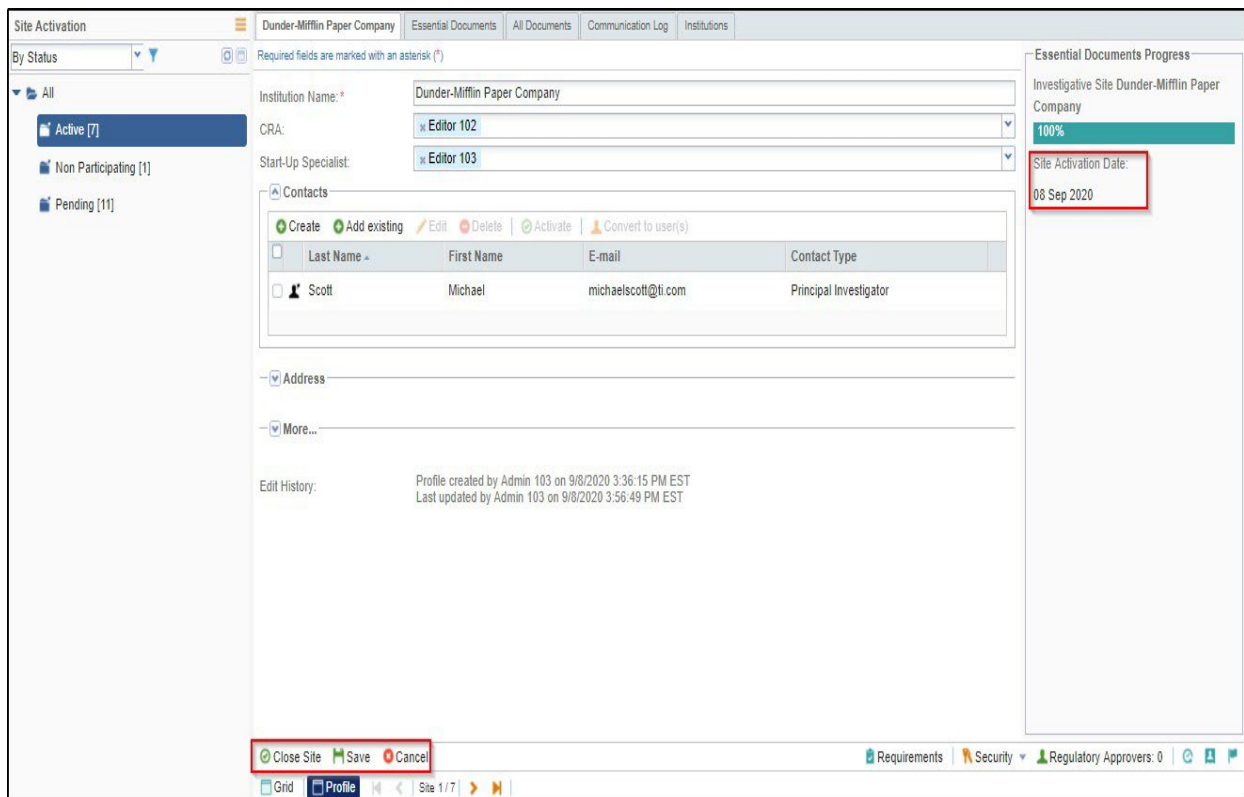 Site Activation
By Status
All
Active [7]
Non Participating [1]
Pending [11]
Dunder-Mifflin Paper Company
Essential Documents
All Documents
Communication Log
Institutions
Required fields are marked with an asterisk (*)
Institution Name: *
Dunder-Mifflin Paper Company
CRA:
Editor 102
Start-Up Specialist:
Editor 103
Contacts
Create Add existing Edit Delete Activate Convert to user(s)
Last Name First Name E-mail Contact Type
Scott Michael michaelscott@ti.com Principal Investigator
Address
More...
Edit History:
Profile created by Admin 103 on 9/8/2020 3:36:15 PM EST
Last updated by Admin 103 on 9/8/2020 3:56:49 PM EST
Essential Documents Progress
Investigative Site Dunder-Mifflin Paper
Company
100%
Site Activation Date:
08 Sep 2020
Close Site Save Cancel
Requirements Security Regulatory Approvers: 0
Grid Profile Site 1 / 7